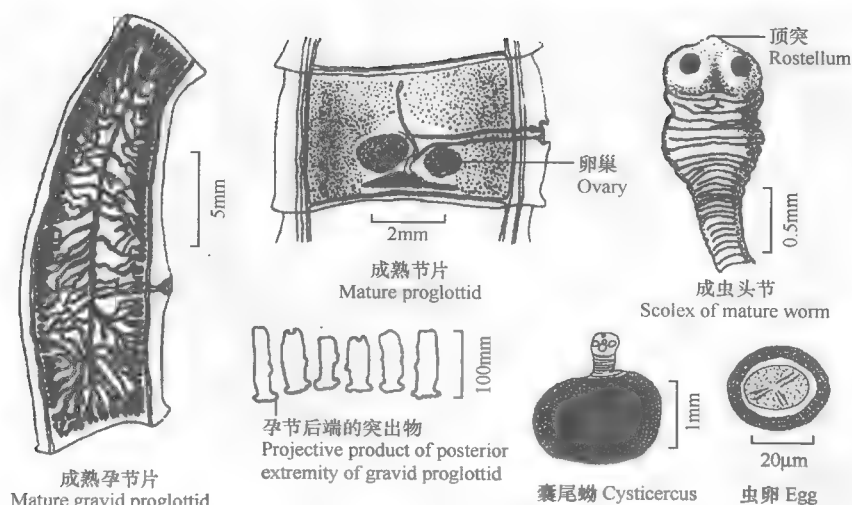 顶突
Rostellum
卵巢
Ovary
5mm
2mm
0.5mm
成熟节片
Mature proglottid
成虫头节
Scolex of mature worm
100mm
1mm
孕节后端的突出物
Projective product of posterior
extremity of gravid proglottid
20μm
成熟孕节片
Mature gravid proglottid
囊尾蚴 Cysticercus
虫卵 Egg